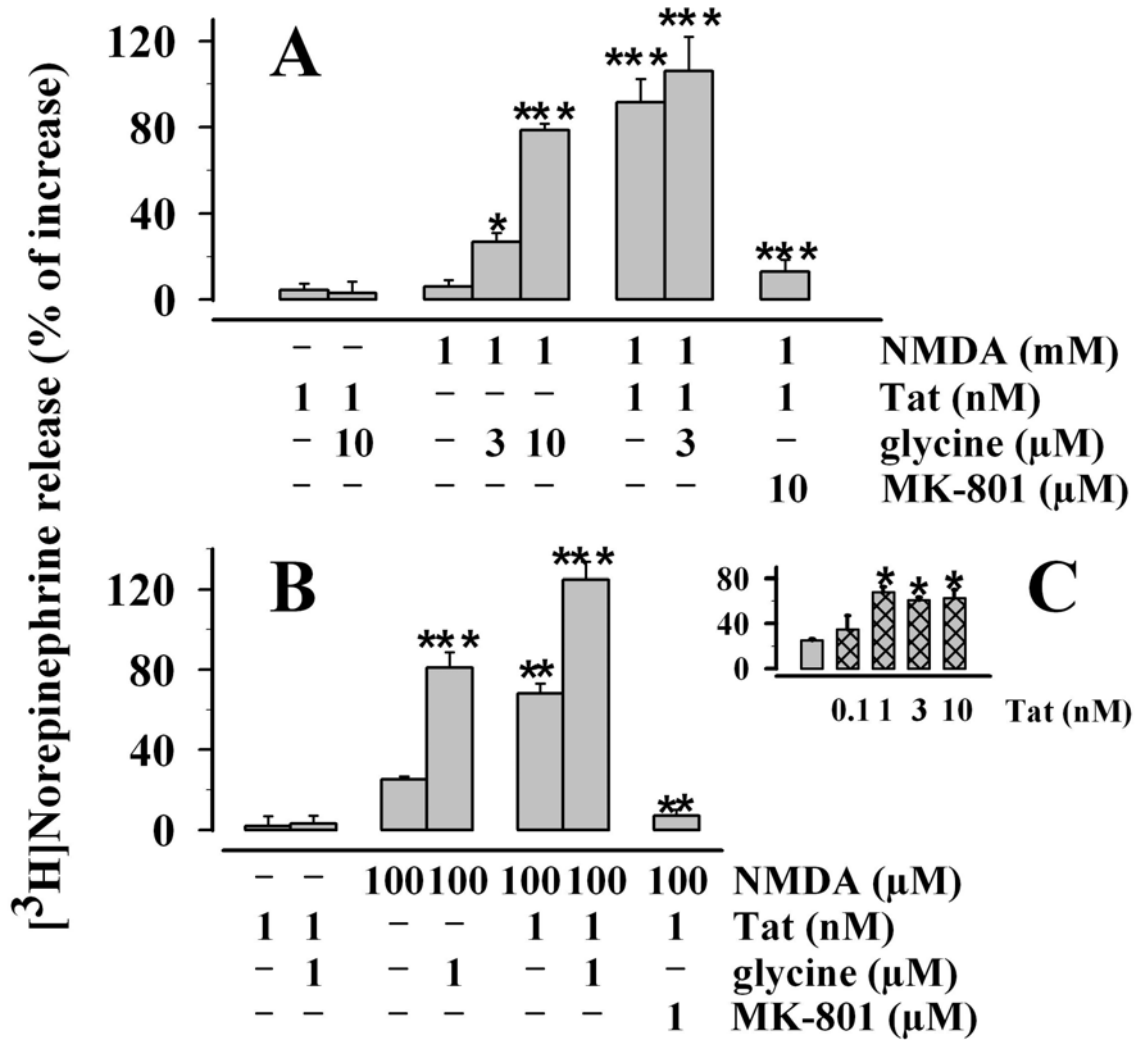 [³H]Norepinephrine release (% of increase)
A
120
80
40
0
* *** *** *** ***
– – 1 1 1 1 1 1 NMDA (mM)
1 1 – – – 1 1 1 Tat (nM)
– 10 – 3 10 – 3 – glycine (μM)
– – – – – – – 10 MK-801 (μM)
B
120
80
40
0
*** ** *** **
– – 100 100 100 100 100 NMDA (μM)
1 1 – – 1 1 1 Tat (nM)
– 1 – 1 – 1 – glycine (μM)
– – – – – – 1 MK-801 (μM)
C
80
40
0
* * *
0.1 1 3 10 Tat (nM)